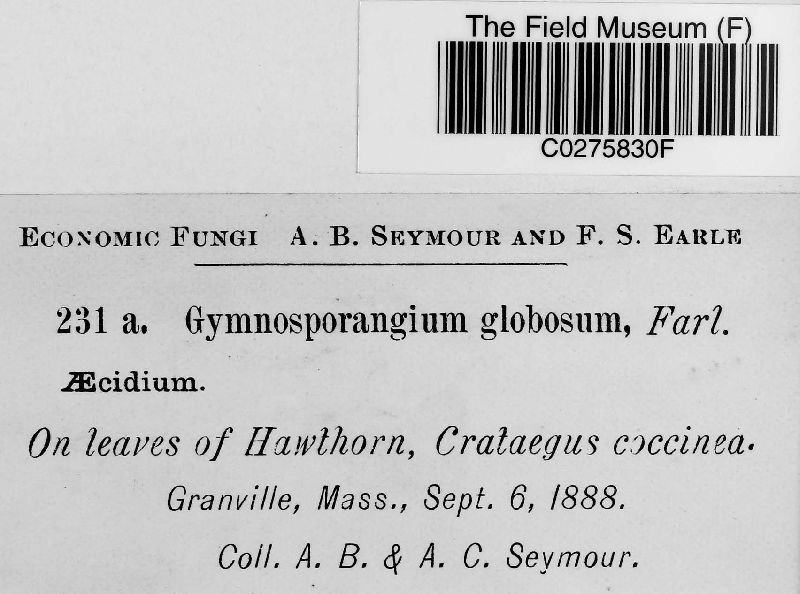 The Field Museum (F)
C0275830F
Economic Fungi A. B. Seymour and F. S. Earle
231 a. Gymnosporangium globosum, Farl.
Æcidium.
On leaves of Hawthorn, Crataegus coccinea.
Granville, Mass., Sept. 6, 1888.
Coll. A. B. & A. C. Seymour.